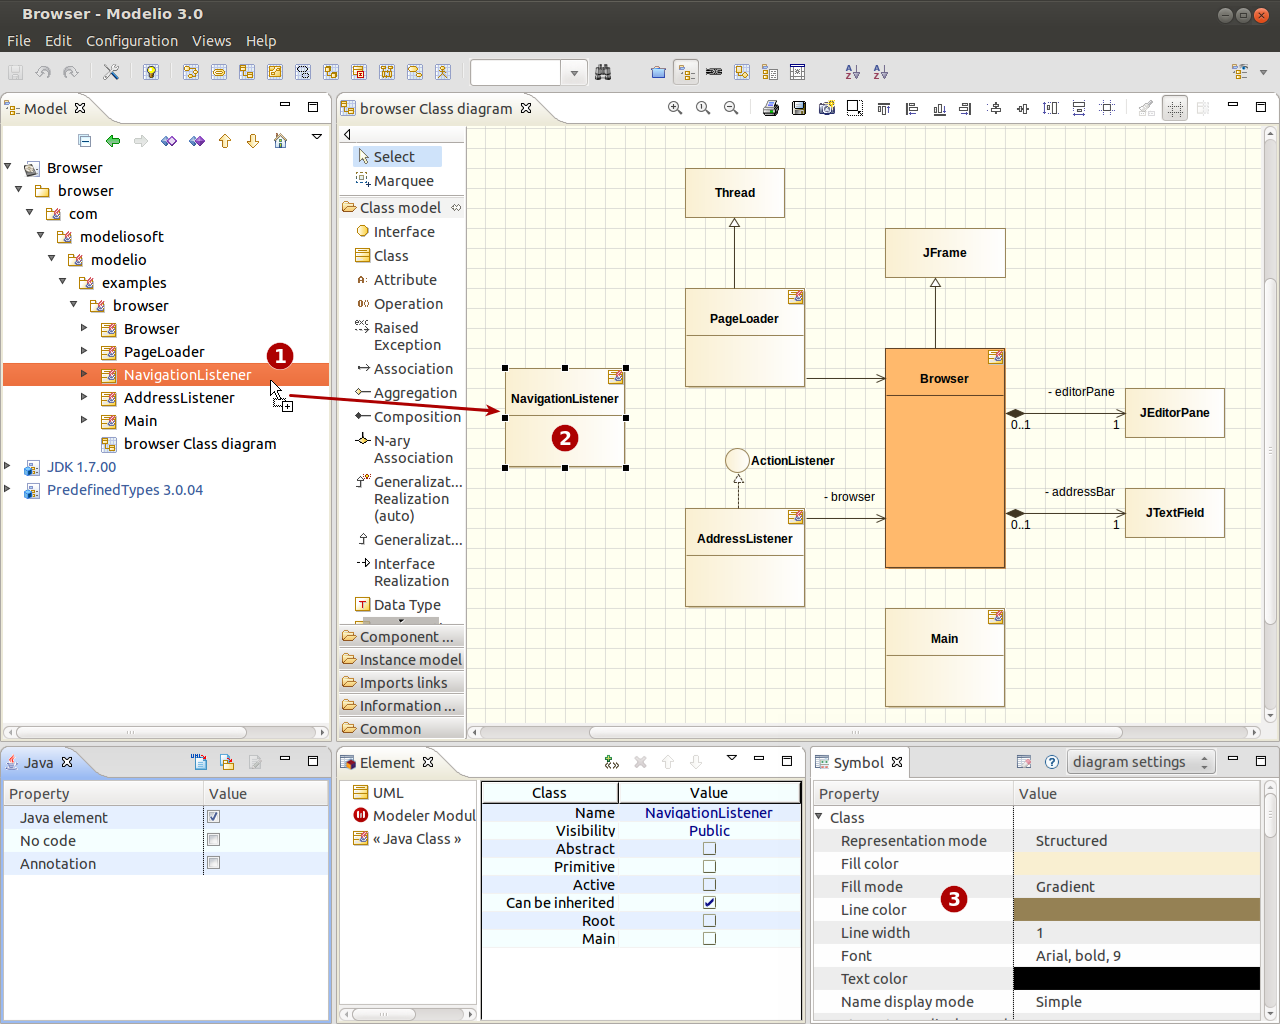 Browser - Modelio 3.0
File Edit Configuration Views Help
Model
Browser
browser
com
modeliosoft
modelio
examples
browser
Browser
PageLoader
1
NavigationListener
AddressListener
Main
browser Class diagram
JDK 1.7.00
PredefinedTypes 3.0.04
browser Class diagram
Select
Marquee
Class model
Interface
Class
Attribute
Operation
Raised
Exception
Association
Aggregation
Composition
N-ary
Association
Generalizat...
Realization
(auto)
Generalizat...
Interface
Realization
Data Type
Component ...
Instance model
Imports links
Information ...
Common
Thread
JFrame
PageLoader
Browser
NavigationListener
2
- editorPane
0..1 1
JEditorPane
ActionListener
- browser
- addressBar
0..1 1
JTextField
AddressListener
Main
Java
Property Value
Java element
No code
Annotation
Element
UML
Modeler Modul
« Java Class »
Class Value
Name NavigationListener
Visibility Public
Abstract
Primitive
Active
Can be inherited
Root
Main
Symbol
diagram settings
Property Value
Class
Representation mode Structured
Fill color
Fill mode Gradient
3
Line color
Line width 1
Font Arial, bold, 9
Text color
Name display mode Simple